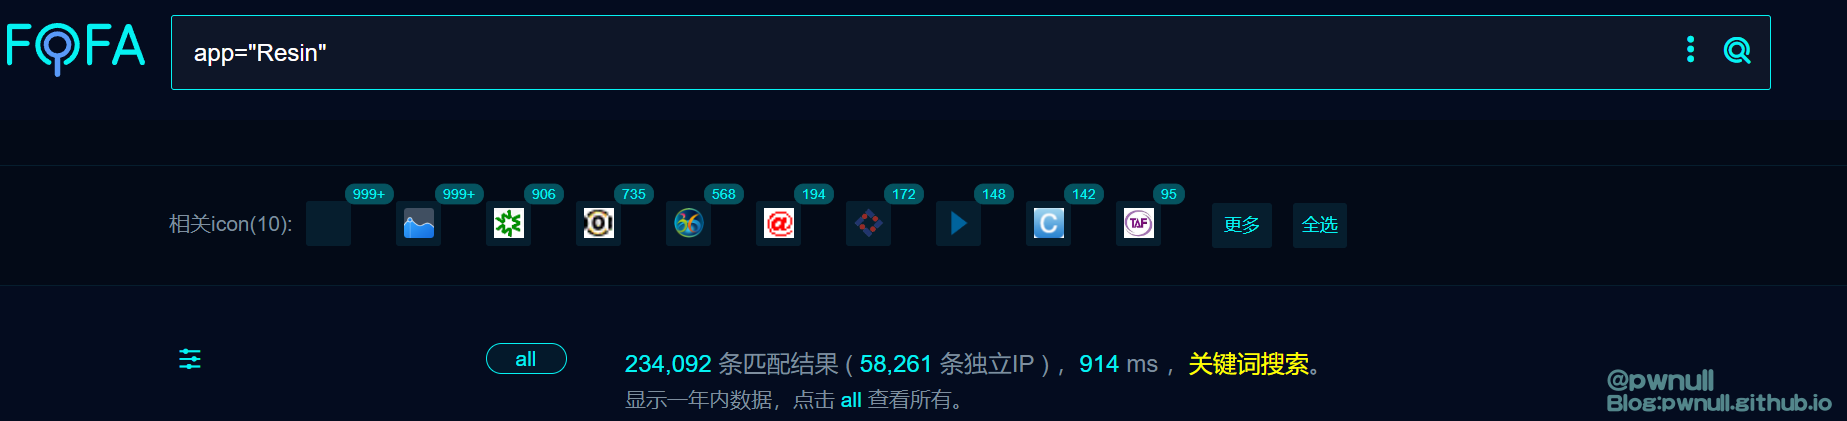 FOFA
app="Resin"
相关icon(10):
999+
999+
906
735
568
194
172
148
142
95
@
C
TAF
更多
全选
all
234,092 条匹配结果 ( 58,261 条独立IP ) ，914 ms ，关键词搜索。
显示一年内数据，点击 all 查看所有。
@pwnull
Blog:pwnull.github.io